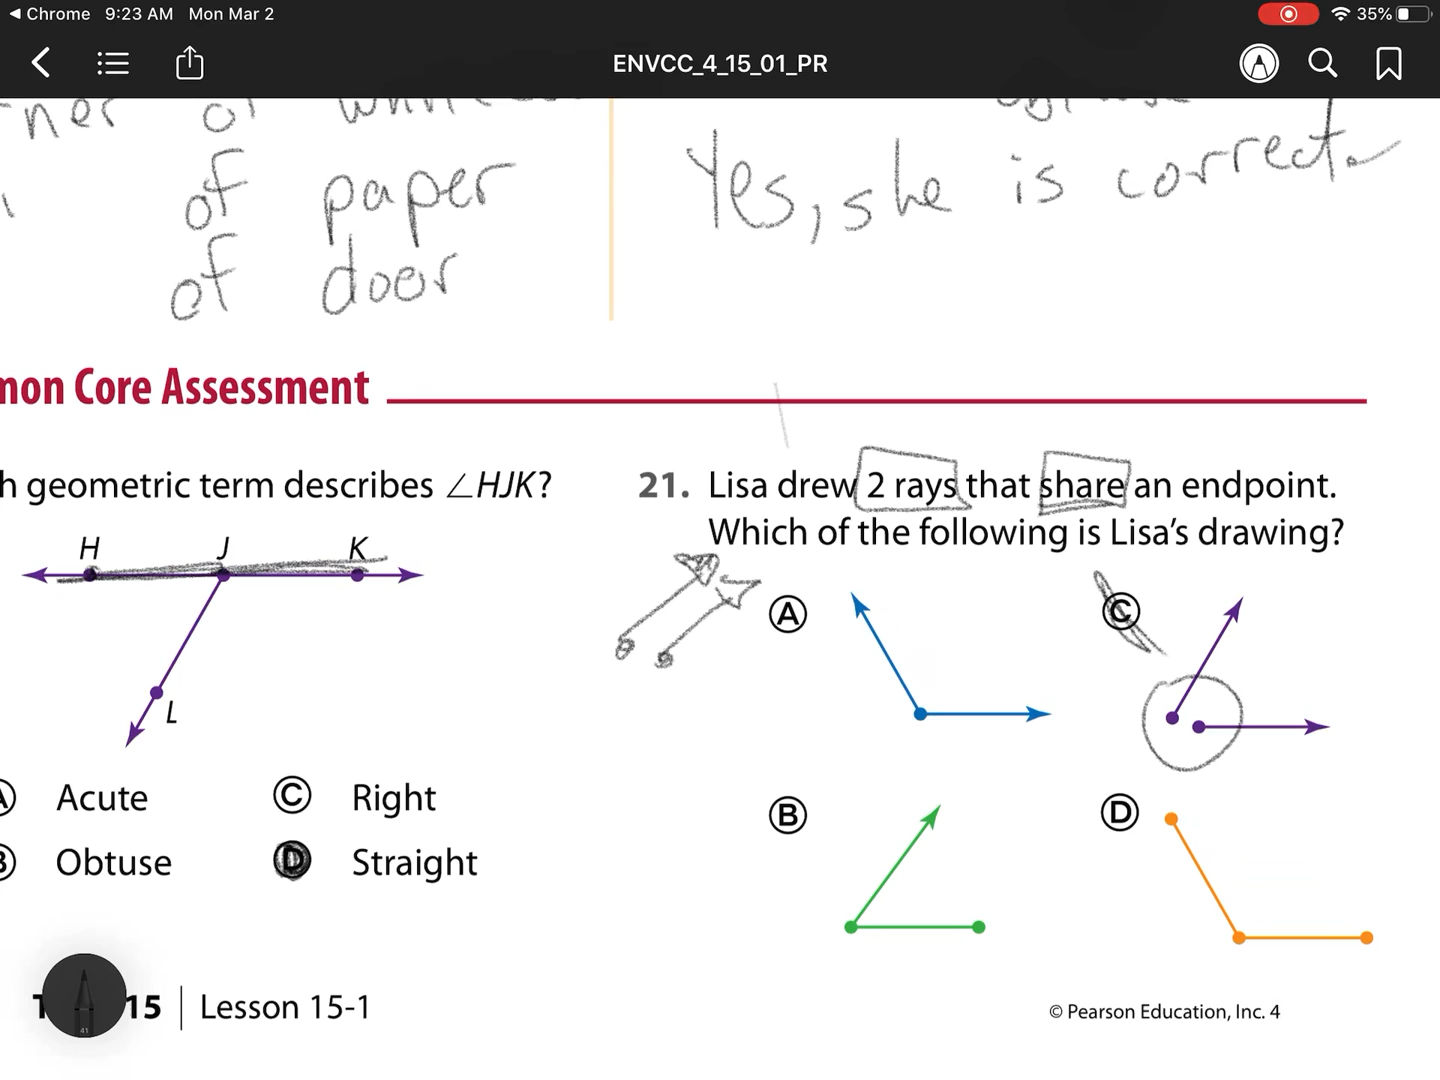 Chrome 9:23 AM Mon Mar 2
35%
ENVCC_4_15_01_PR
of paper
of door
Yes, she is correct.
mon Core Assessment
h geometric term describes ∠HJK?
H J K
L
A Acute
C Right
B Obtuse
D Straight
21. Lisa drew 2 rays that share an endpoint.
Which of the following is Lisa's drawing?
A
C
B
D
41
15 | Lesson 15-1
© Pearson Education, Inc. 4